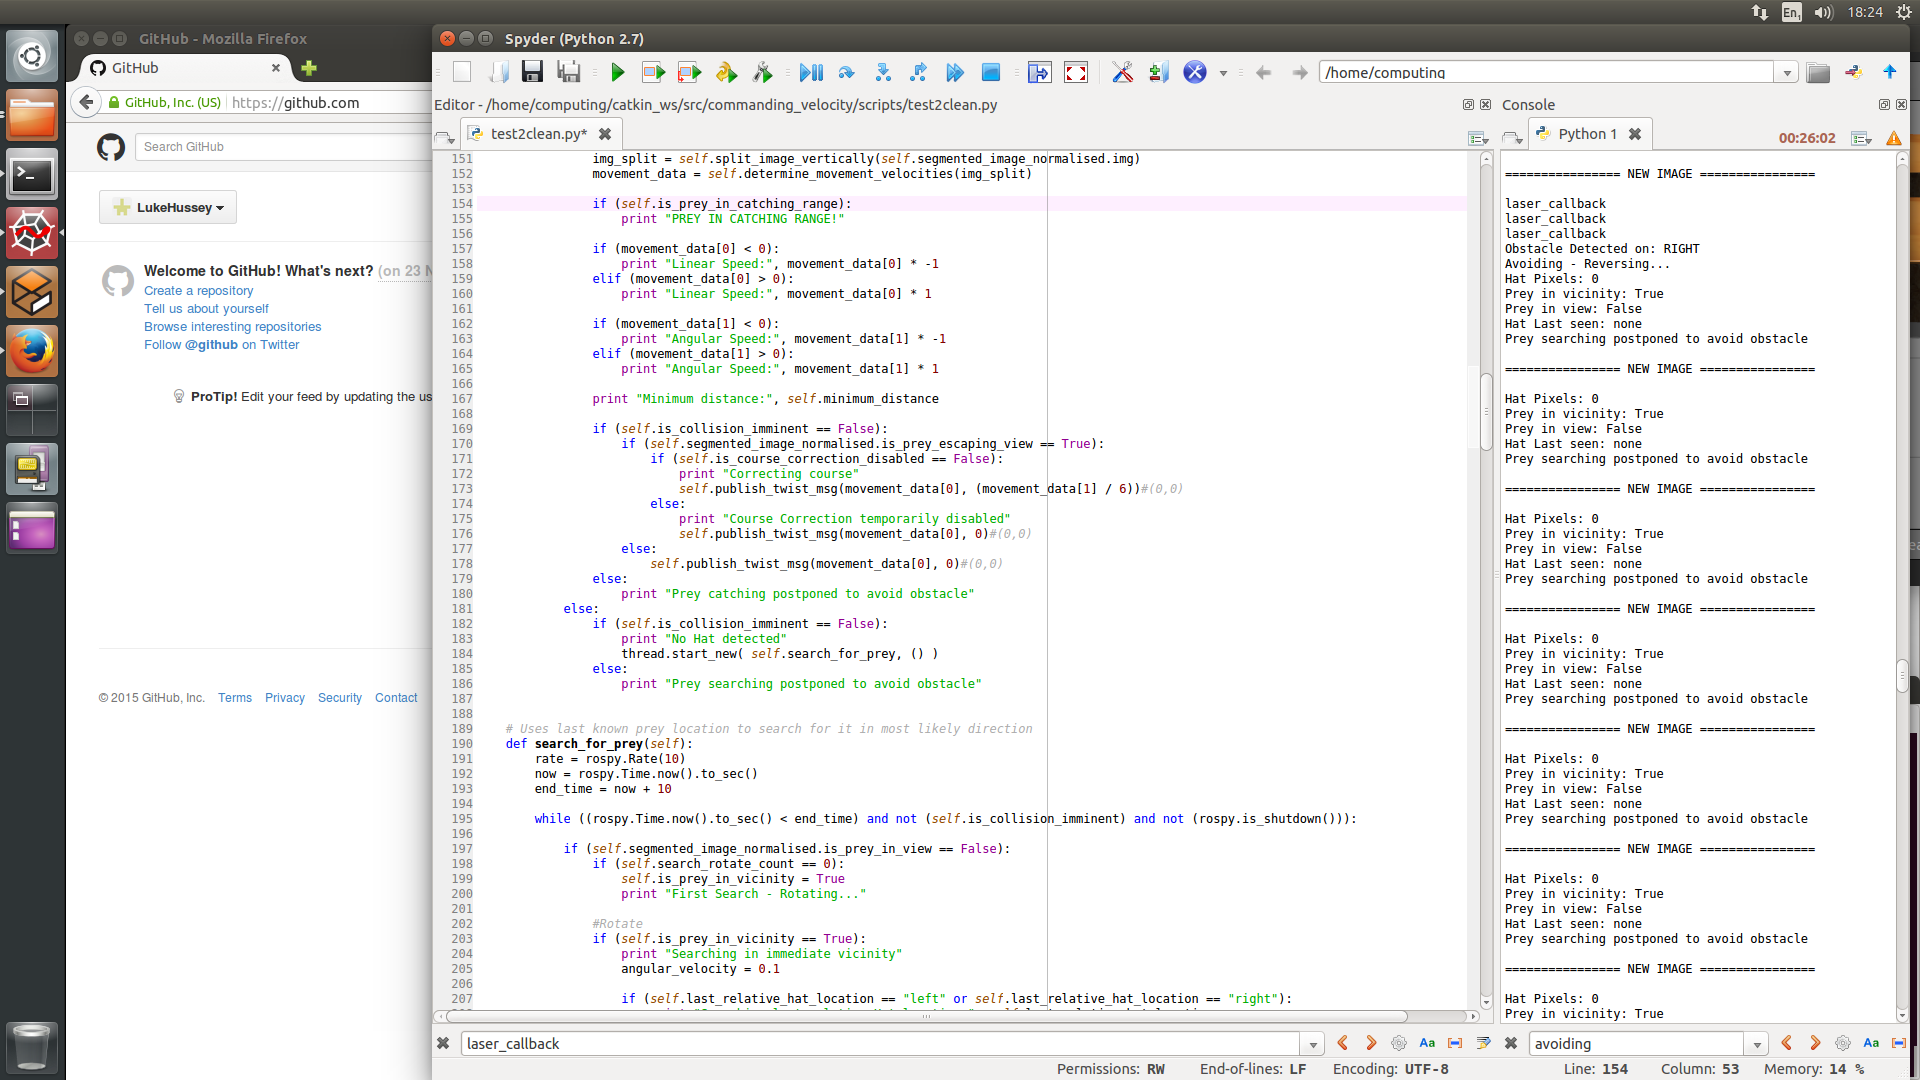 En1
18:24
GitHub - Mozilla Firefox
GitHub
GitHub, Inc. (US)
https://github.com
Search GitHub
LukeHussey
Welcome to GitHub! What's next? (on 23 N
Create a repository
Tell us about yourself
Browse interesting repositories
Follow @github on Twitter
ProTip! Edit your feed by updating the us
© 2015 GitHub, Inc. Terms Privacy Security Contact
Spyder (Python 2.7)
/home/computing
Editor - /home/computing/catkin_ws/src/commanding_velocity/scripts/test2clean.py
test2clean.py*
151 img_split = self.split_image_vertically(self.segmented_image_normalised.img)
152 movement_data = self.determine_movement_velocities(img_split)
153
154 if (self.is_prey_in_catching_range):
155 print "PREY IN CATCHING RANGE!"
156
157 if (movement_data[0] < 0):
158 print "Linear Speed:", movement_data[0] * -1
159 elif (movement_data[0] > 0):
160 print "Linear Speed:", movement_data[0] * 1
161
162 if (movement_data[1] < 0):
163 print "Angular Speed:", movement_data[1] * -1
164 elif (movement_data[1] > 0):
165 print "Angular Speed:", movement_data[1] * 1
166
167 print "Minimum distance:", self.minimum_distance
168
169 if (self.is_collision_imminent == False):
170 if (self.segmented_image_normalised.is_prey_escaping_view == True):
171 if (self.is_course_correction_disabled == False):
172 print "Correcting course"
173 self.publish_twist_msg(movement_data[0], (movement_data[1] / 6))#(0,0)
174 else:
175 print "Course Correction temporarily disabled"
176 self.publish_twist_msg(movement_data[0], 0)#(0,0)
177 else:
178 self.publish_twist_msg(movement_data[0], 0)#(0,0)
179 else:
180 print "Prey catching postponed to avoid obstacle"
181 else:
182 if (self.is_collision_imminent == False):
183 print "No Hat detected"
184 thread.start_new( self.search_for_prey, () )
185 else:
186 print "Prey searching postponed to avoid obstacle"
187
188
189 # Uses last known prey location to search for it in most likely direction
190 def search_for_prey(self):
191 rate = rospy.Rate(10)
192 now = rospy.Time.now().to_sec()
193 end_time = now + 10
194
195 while ((rospy.Time.now().to_sec() < end_time) and not (self.is_collision_imminent) and not (rospy.is_shutdown())):
196
197 if (self.segmented_image_normalised.is_prey_in_view == False):
198 if (self.search_rotate_count == 0):
199 self.is_prey_in_vicinity = True
200 print "First Search - Rotating..."
201
202 #Rotate
203 if (self.is_prey_in_vicinity == True):
204 print "Searching in immediate vicinity"
205 angular_velocity = 0.1
206
207 if (self.last_relative_hat_location == "left" or self.last_relative_hat_location == "right"):
laser_callback
Aa
Console
Python 1
00:26:02
================ NEW IMAGE ================
laser_callback
laser_callback
laser_callback
Obstacle Detected on: RIGHT
Avoiding - Reversing...
Hat Pixels: 0
Prey in vicinity: True
Prey in view: False
Hat Last seen: none
Prey searching postponed to avoid obstacle
================ NEW IMAGE ================
Hat Pixels: 0
Prey in vicinity: True
Prey in view: False
Hat Last seen: none
Prey searching postponed to avoid obstacle
================ NEW IMAGE ================
Hat Pixels: 0
Prey in vicinity: True
Prey in view: False
Hat Last seen: none
Prey searching postponed to avoid obstacle
================ NEW IMAGE ================
Hat Pixels: 0
Prey in vicinity: True
Prey in view: False
Hat Last seen: none
Prey searching postponed to avoid obstacle
================ NEW IMAGE ================
Hat Pixels: 0
Prey in vicinity: True
Prey in view: False
Hat Last seen: none
Prey searching postponed to avoid obstacle
================ NEW IMAGE ================
Hat Pixels: 0
Prey in vicinity: True
Prey in view: False
Hat Last seen: none
Prey searching postponed to avoid obstacle
================ NEW IMAGE ================
Hat Pixels: 0
Prey in vicinity: True
avoiding
Aa
Permissions: RW End-of-lines: LF Encoding: UTF-8 Line: 154 Column: 53 Memory: 14 %